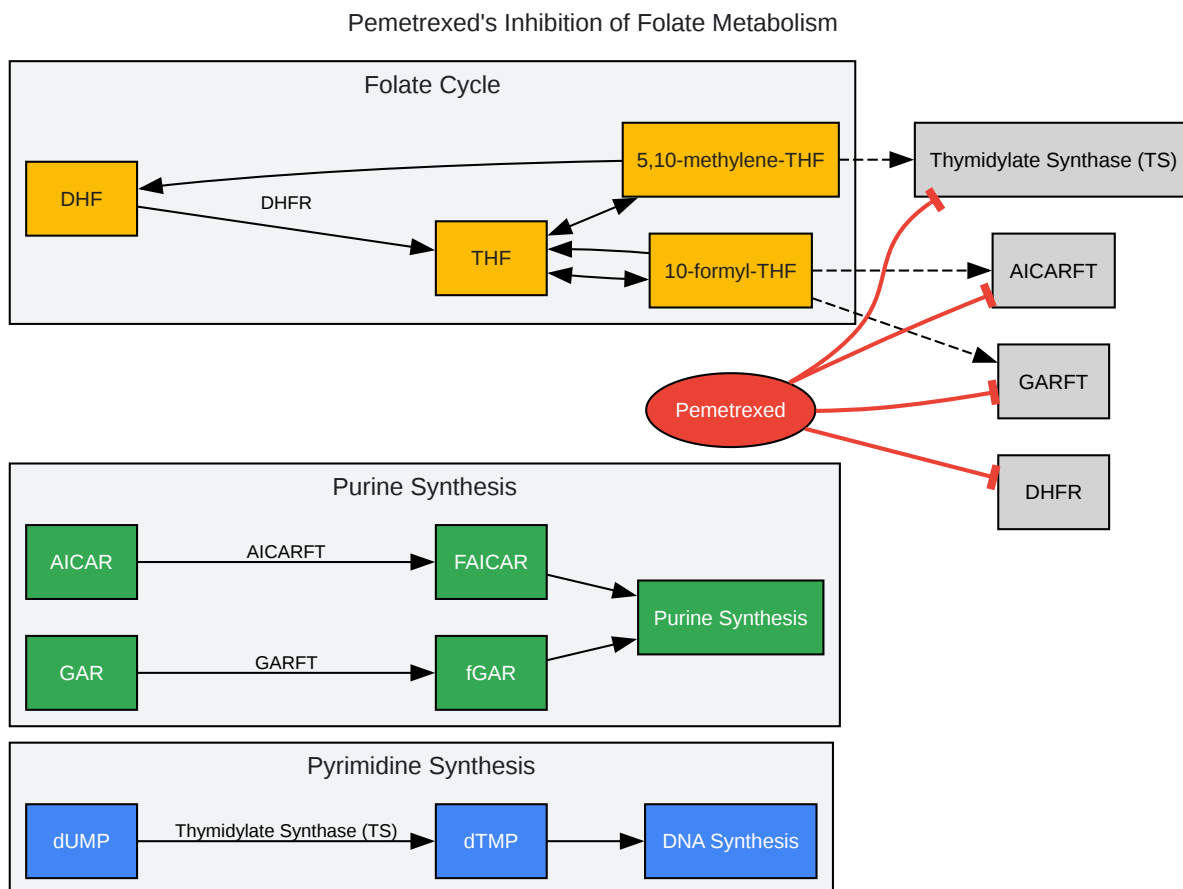 Pemetrexed's Inhibition of Folate Metabolism
Folate Cycle
5,10-methylene-THF
Thymidylate Synthase (TS)
DHF
DHFR
THF
10-formyl-THF
AICARFT
GARFT
Pemetrexed
DHFR
Purine Synthesis
AICAR
AICARFT
FAICAR
Purine Synthesis
GAR
GARFT
fGAR
Pyrimidine Synthesis
dUMP
Thymidylate Synthase (TS)
dTMP
DNA Synthesis